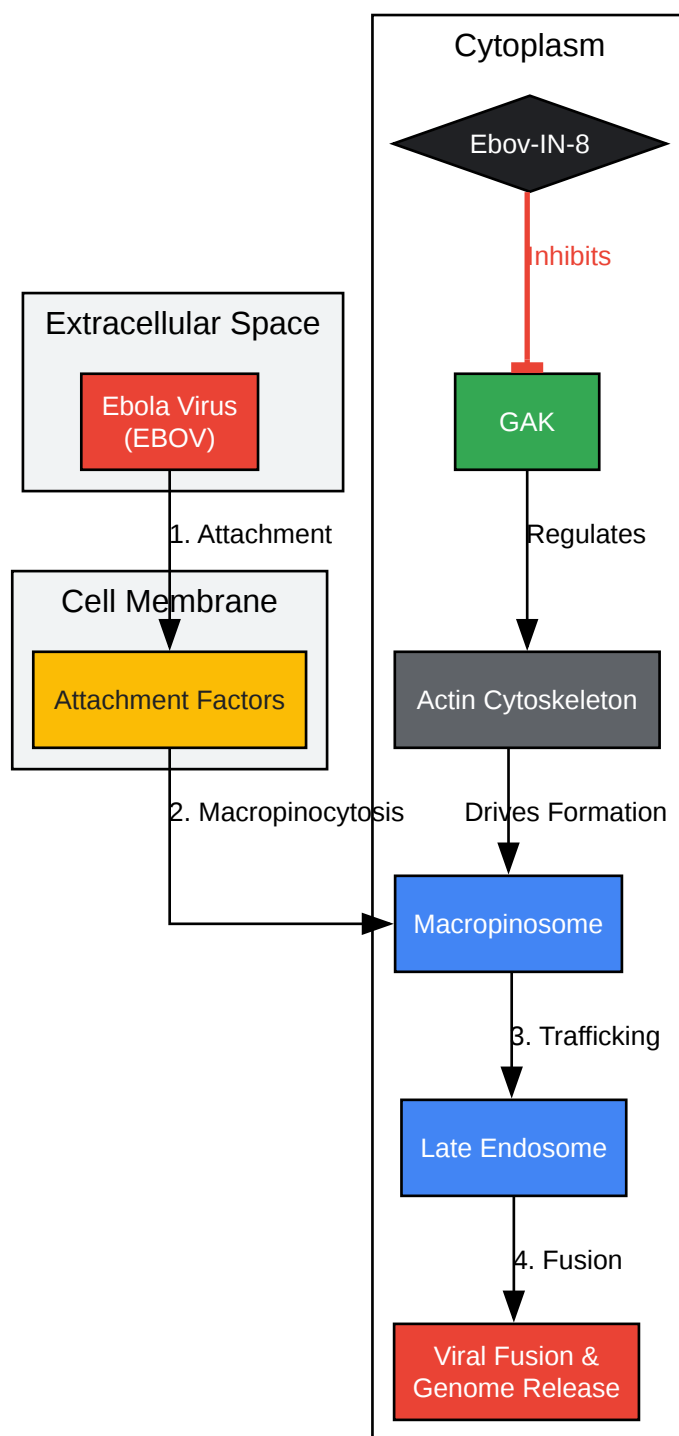 Cytoplasm
Ebov-IN-8
Inhibits
Extracellular Space
Ebola Virus
(EBOV)
GAK
1. Attachment
Regulates
Cell Membrane
Attachment Factors
Actin Cytoskeleton
2. Macropinocytosis
Drives Formation
Macropinosome
3. Trafficking
Late Endosome
4. Fusion
Viral Fusion &
Genome Release